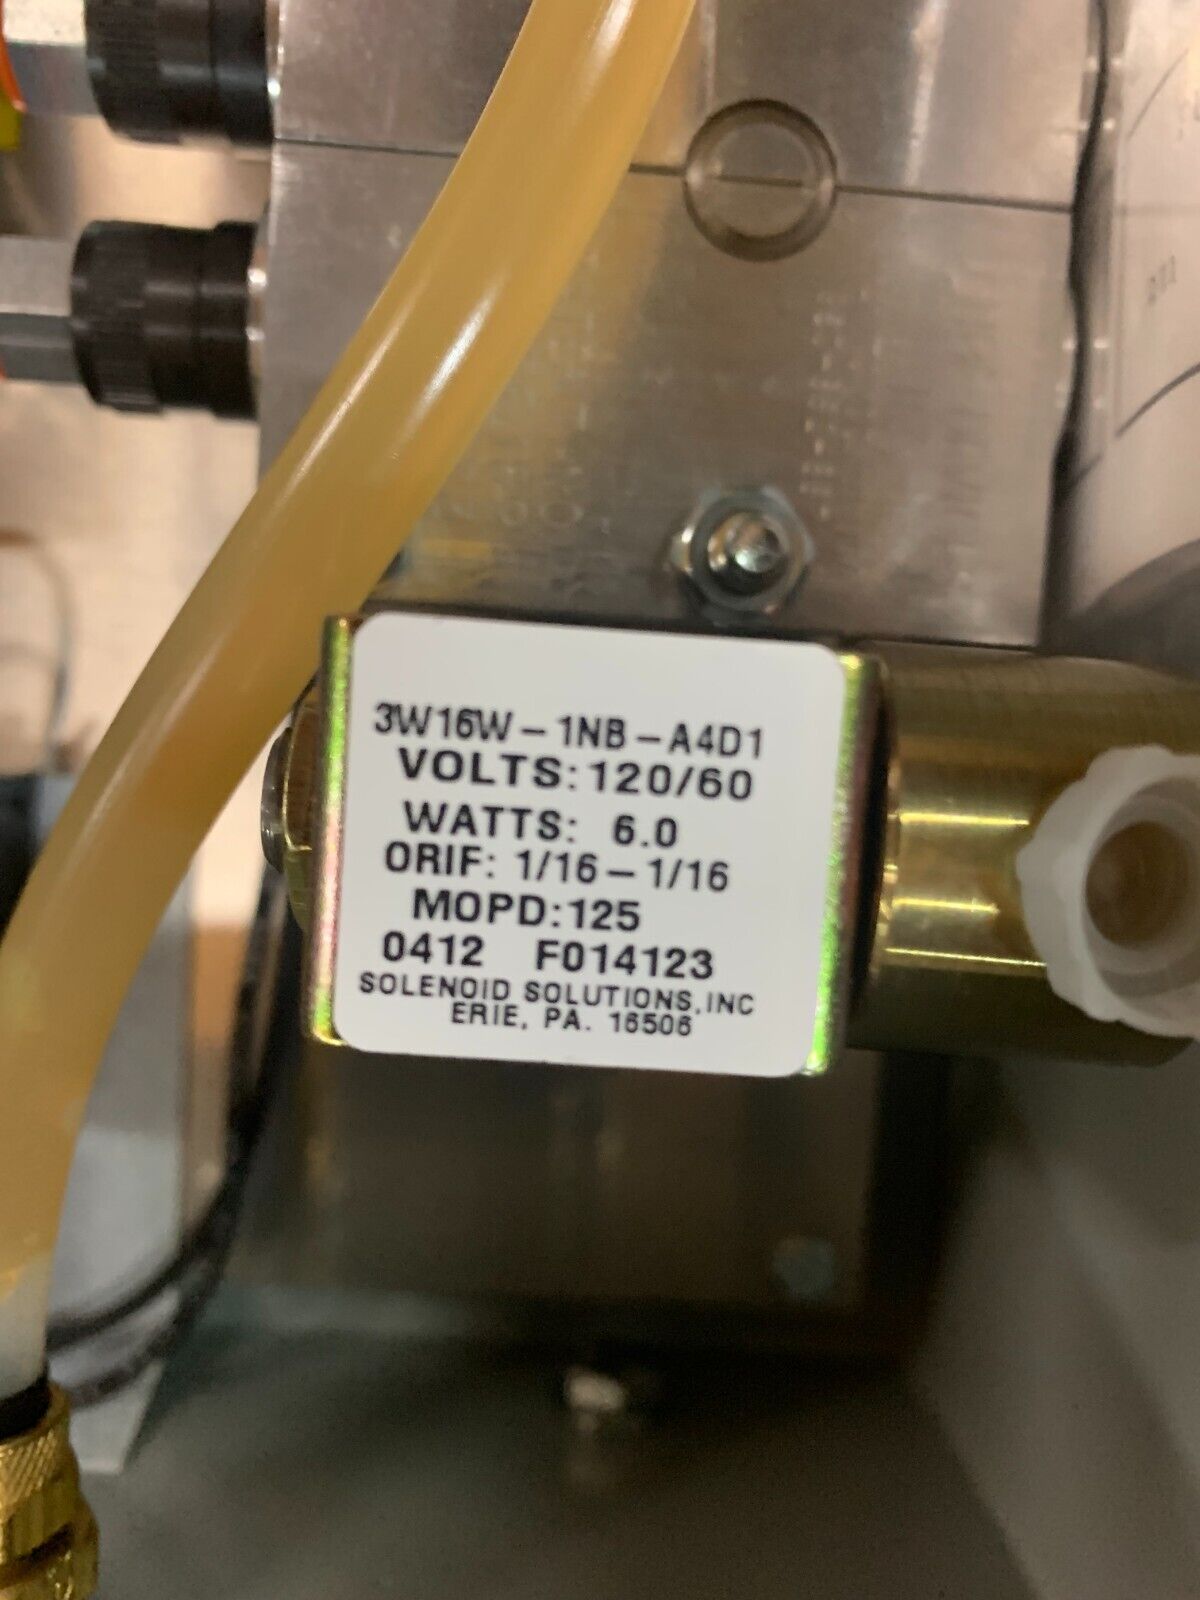 3W16W-1NB-A4D1
VOLTS: 120/60
WATTS: 6.0
ORIF: 1/16-1/16
MOPD: 125
0412 F014123
SOLENOID SOLUTIONS, INC
ERIE, PA. 16506